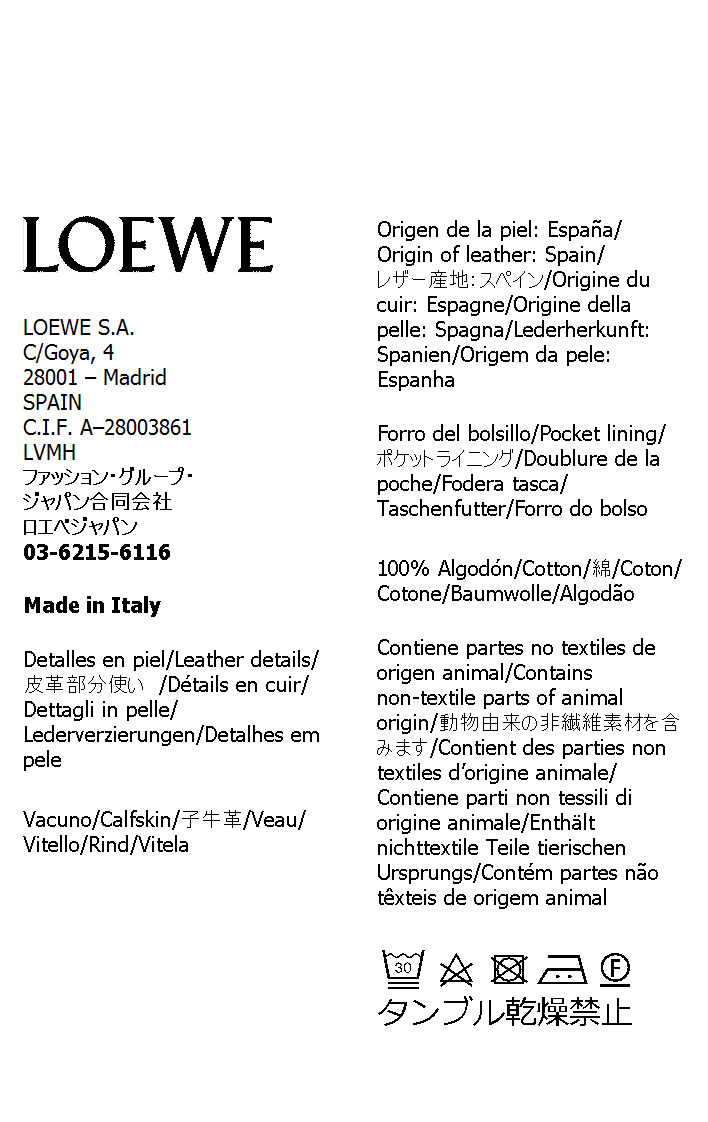 LOEWE
LOEWE S.A.
C/Goya, 4
28001 – Madrid
SPAIN
C.I.F. A–28003861
LVMH
ファッション・グループ・
ジャパン合同会社
ロエベジャパン
03-6215-6116
Made in Italy
Detalles en piel/Leather details/
皮革部分使い /Détails en cuir/
Dettagli in pelle/
Lederverzierungen/Detalhes em
pele
Vacuno/Calfskin/子牛革/Veau/
Vitello/Rind/Vitela
Origen de la piel: España/
Origin of leather: Spain/
レザー産地：スペイン/Origine du
cuir: Espagne/Origine della
pelle: Spagna/Lederherkunft:
Spanien/Origem da pele:
Espanha
Forro del bolsillo/Pocket lining/
ポケットライニング/Doublure de la
poche/Fodera tasca/
Taschenfutter/Forro do bolso
100% Algodón/Cotton/綿/Coton/
Cotone/Baumwolle/Algodão
Contiene partes no textiles de
origen animal/Contains
non-textile parts of animal
origin/動物由来の非繊維素材を含
みます/Contient des parties non
textiles d’origine animale/
Contiene parti non tessili di
origine animale/Enthält
nichttextile Teile tierischen
Ursprungs/Contém partes não
têxteis de origem animal
30 F
タンブル乾燥禁止